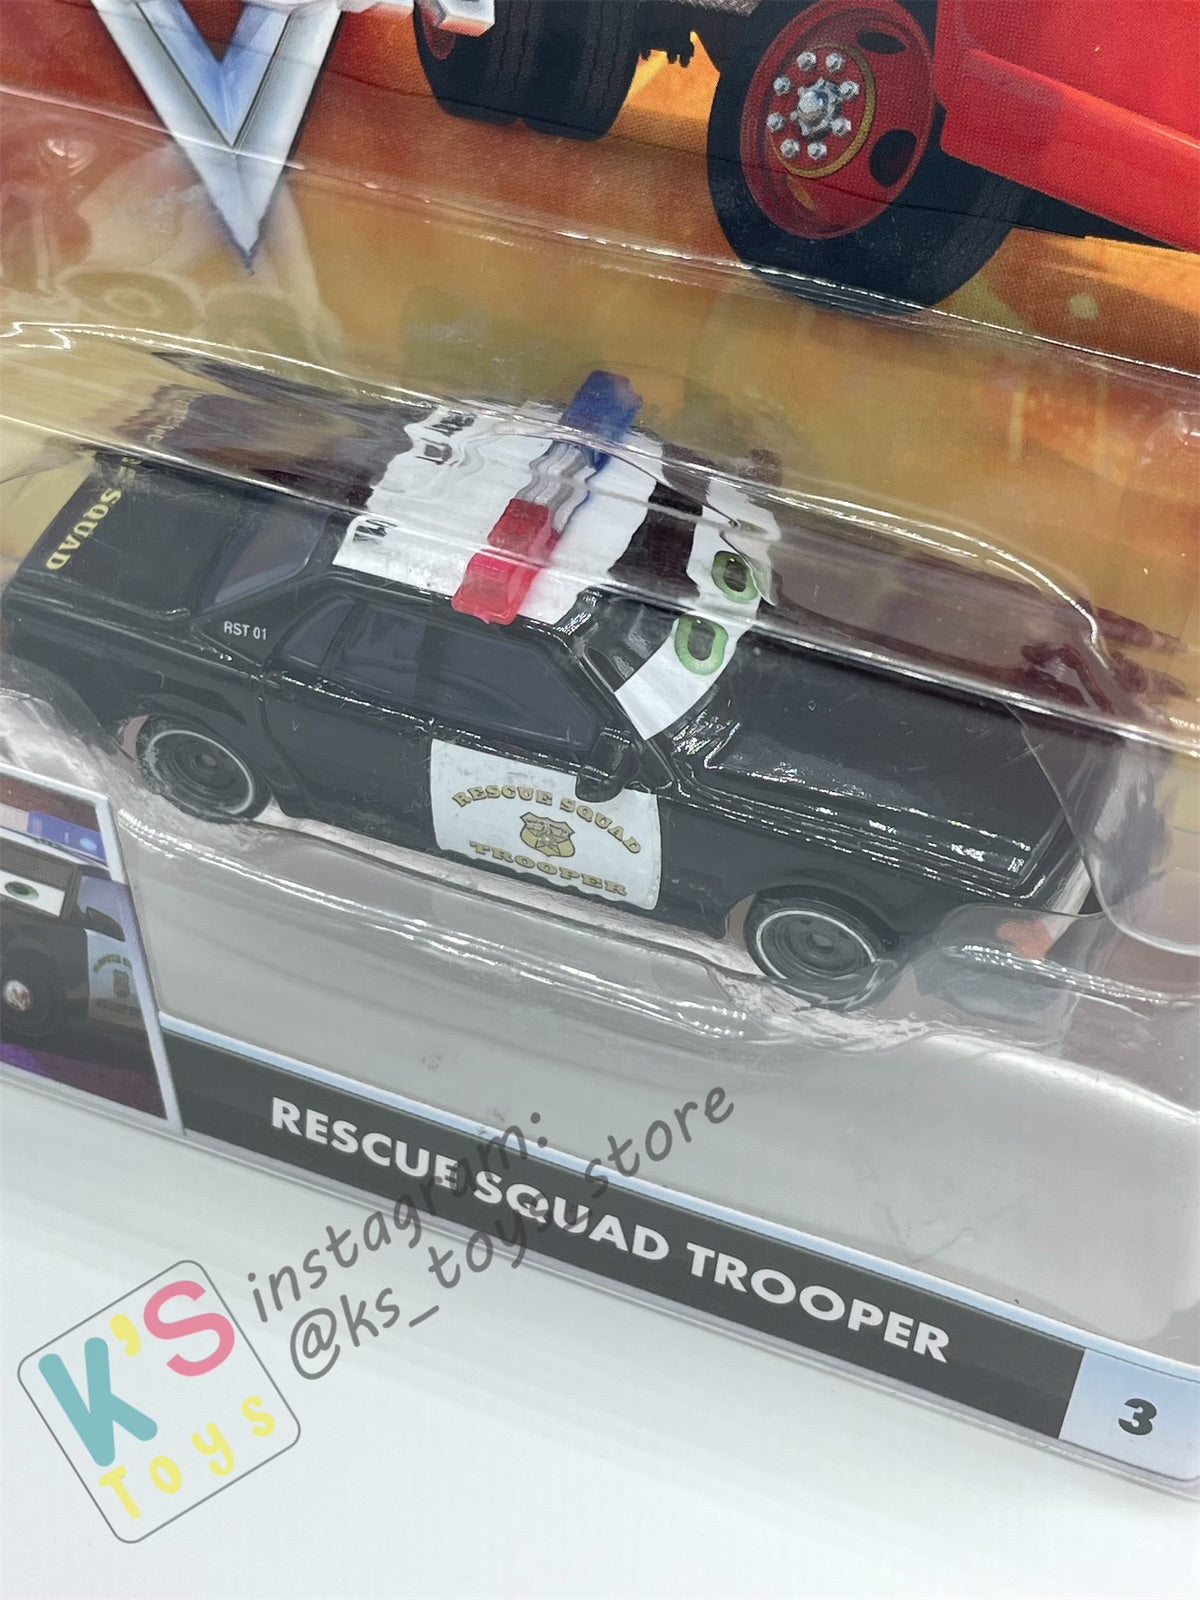 SQUAD
RST 01
RESCUE SQUAD
TROOPER
RESCUE SQUAD TROOPER
3
instagram:
@ks_toys_store
K'S
Toys